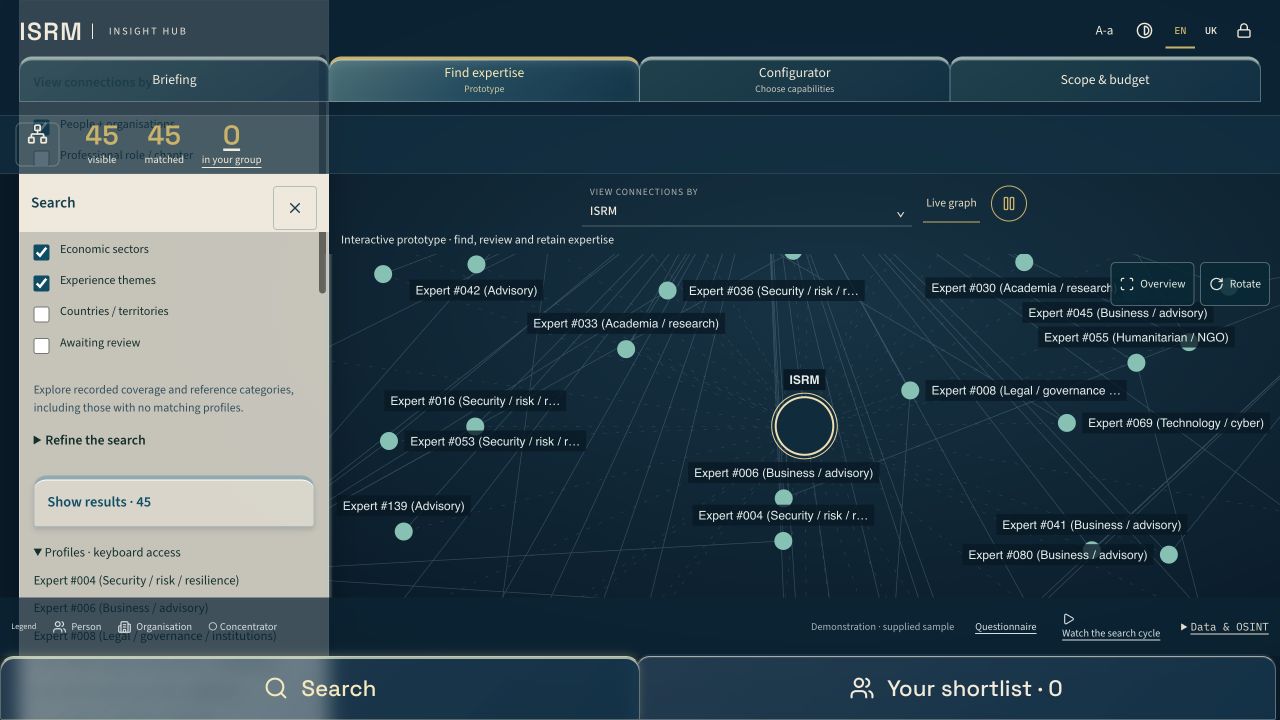 ISRM
INSIGHT HUB
A-a
EN
UK
View connections by
Briefing
Find expertise
Prototype
Configurator
Choose capabilities
Scope & budget
People + organisations
Professional role / chapter
45
visible
45
matched
0
in your group
Search
Economic sectors
Experience themes
Countries / territories
Awaiting review
Explore recorded coverage and reference categories,
including those with no matching profiles.
Refine the search
Show results · 45
Profiles · keyboard access
Expert #004 (Security / risk / resilience)
Expert #006 (Business / advisory)
Expert #008 (Legal / governance / institutions)
VIEW CONNECTIONS BY
ISRM
Live graph
Interactive prototype · find, review and retain expertise
Overview
Rotate
Expert #042 (Advisory)
Expert #036 (Security / risk / r…
Expert #030 (Academia / research
Expert #045 (Business / advisory)
Expert #033 (Academia / research)
Expert #055 (Humanitarian / NGO)
ISRM
Expert #016 (Security / risk / r…
Expert #008 (Legal / governance …
Expert #069 (Technology / cyber)
Expert #053 (Security / risk / r…
Expert #006 (Business / advisory)
Expert #139 (Advisory)
Expert #004 (Security / risk / r…
Expert #041 (Business / advisory)
Expert #080 (Business / advisory)
Legend
Person
Organisation
Concentrator
Demonstration · supplied sample
Questionnaire
Watch the search cycle
Data & OSINT
Search
Your shortlist · 0